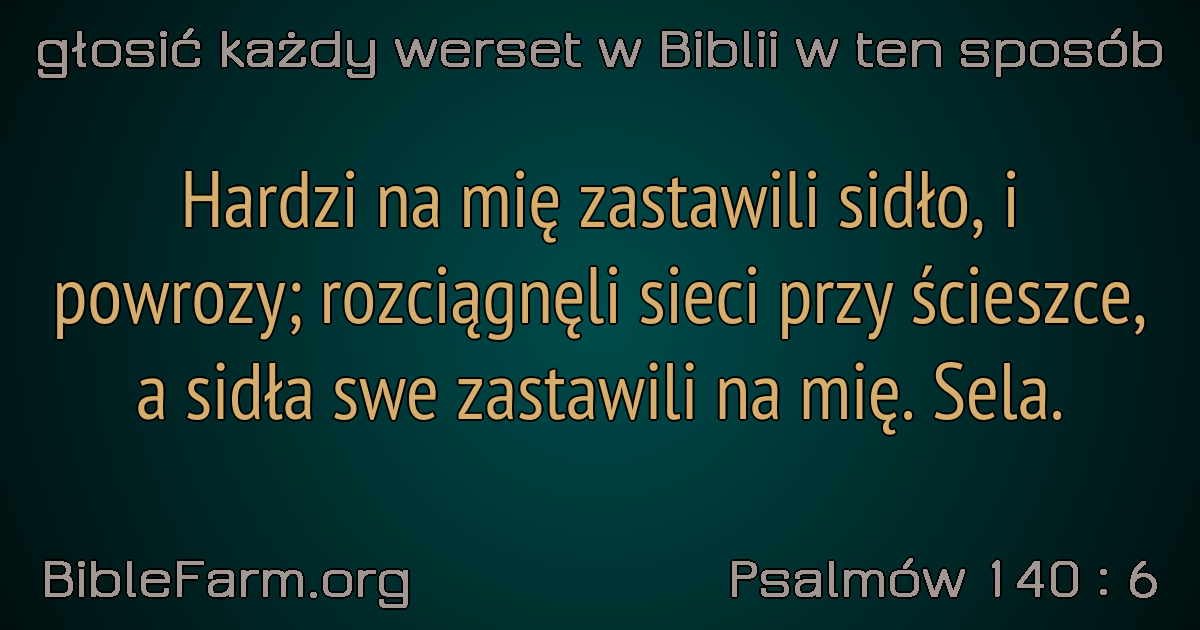 głosić każdy werset w Biblii w ten sposób
Hardzi na mię zastawili sidło, i
powrozy; rozciągnęli sieci przy ścieszce,
a sidła swe zastawili na mię. Sela.
BibleFarm.org
Psalmów 140 : 6